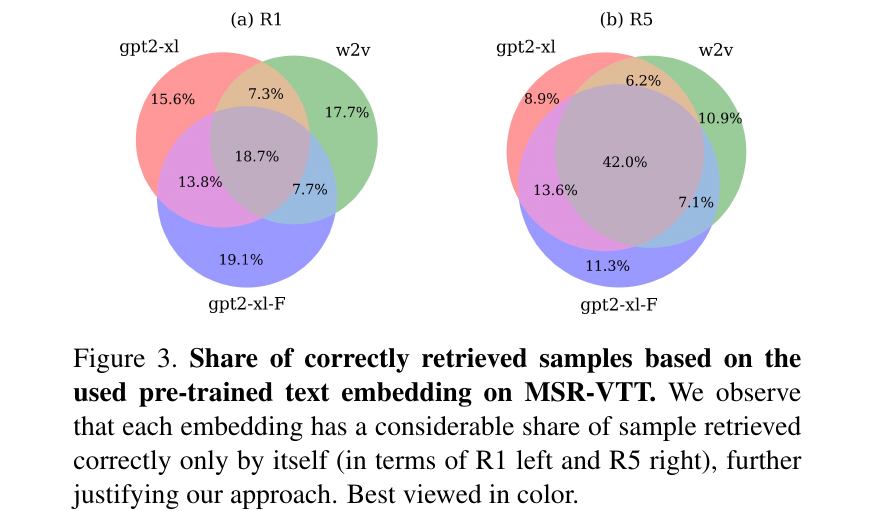 (a) R1
(b) R5
gpt2-xl
w2v
gpt2-xl
w2v
7.3%
15.6%
17.7%
18.7%
13.8%
7.7%
19.1%
gpt2-xl-F
6.2%
8.9%
10.9%
42.0%
13.6%
7.1%
11.3%
gpt2-xl-F
Figure 3. Share of correctly retrieved samples based on the
used pre-trained text embedding on MSR-VTT. We observe
that each embedding has a considerable share of sample retrieved
correctly only by itself (in terms of R1 left and R5 right), further
justifying our approach. Best viewed in color.